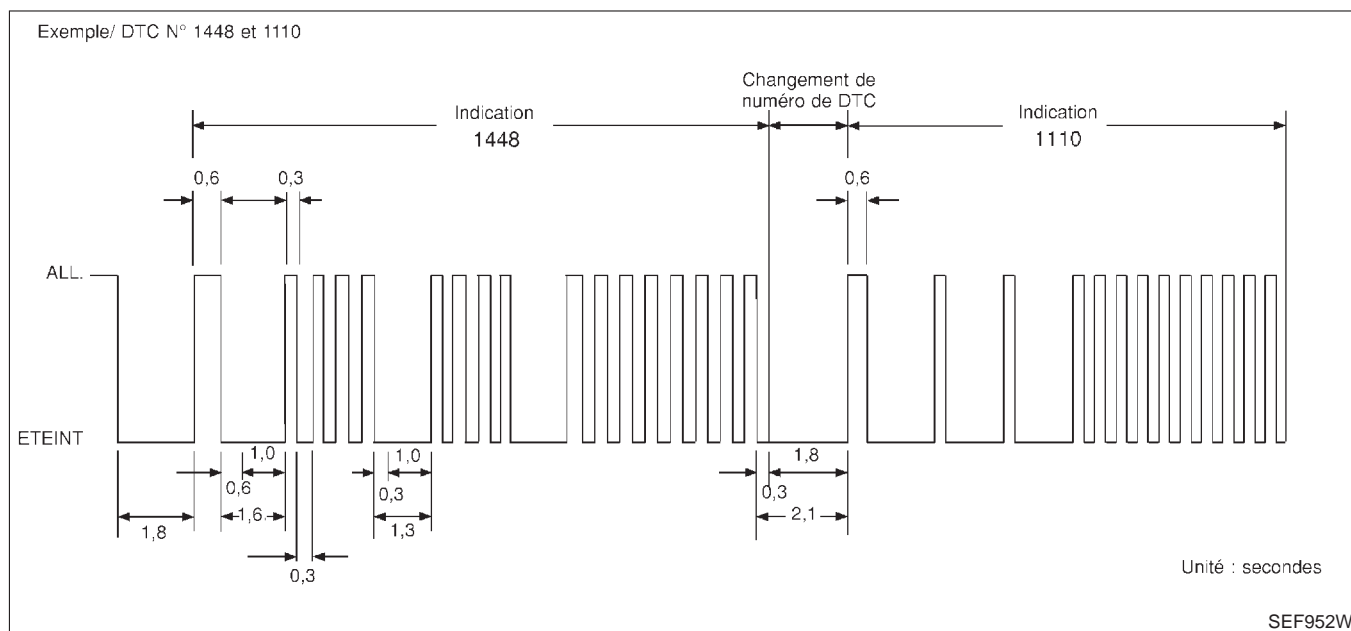 Exemple/ DTC N° 1448 et 1110
Changement de
numéro de DTC
Indication
1448
Indication
1110
0,6
0,3
0,6
ALL.
ETEINT
1,0
1,0
1,8
0,6
0,3
0,3
1,8
1,6
1,3
2,1
0,3
Unité : secondes
SEF952W